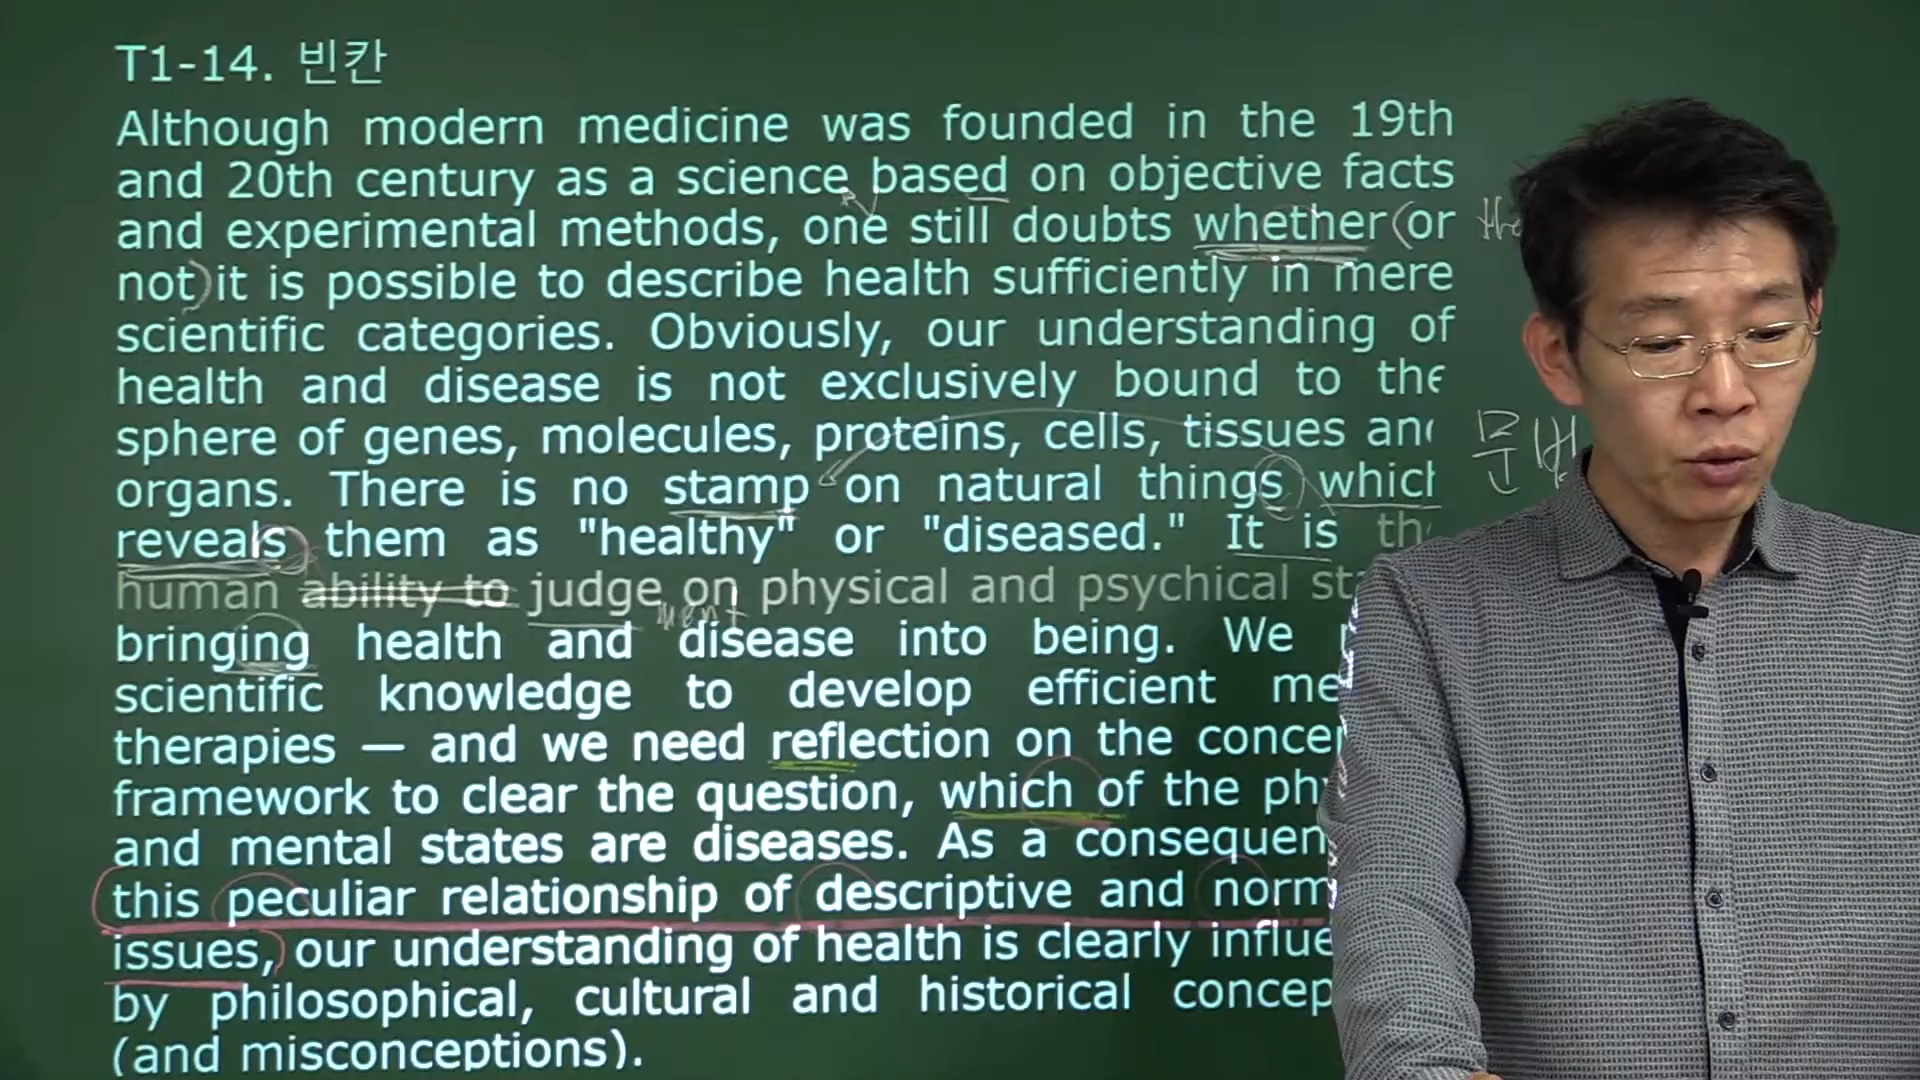 T1-14. 빈칸
Although modern medicine was founded in the 19th
and 20th century as a science based on objective facts
and experimental methods, one still doubts whether (or
not) it is possible to describe health sufficiently in mere
scientific categories. Obviously, our understanding of
health and disease is not exclusively bound to the
sphere of genes, molecules, proteins, cells, tissues and
organs. There is no stamp on natural things which
문법
reveals them as "healthy" or "diseased." It is
human ability to judge on physical and psychical
ment
bringing health and disease into being. We
scientific knowledge to develop efficient
therapies — and we need reflection on the
framework to clear the question, which of the
and mental states are diseases. As a
this peculiar relationship of descriptive and
issues, our understanding of health is clearly
by philosophical, cultural and historical
(and misconceptions).